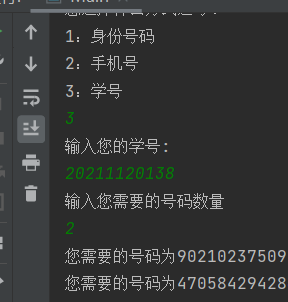 1：身份号码
2：手机号
3：学号
3
输入您的学号：
20211120138
输入您需要的号码数量
2
您需要的号码为90210237509
您需要的号码为47058429428